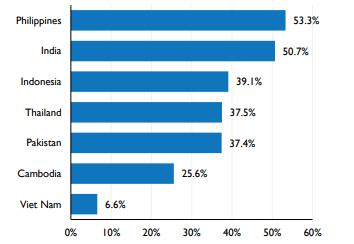 Philippines 53.3%
India 50.7%
Indonesia 39.1%
Thailand 37.5%
Pakistan 37.4%
Cambodia 25.6%
Viet Nam 6.6%
0% 10% 20% 30% 40% 50% 60%